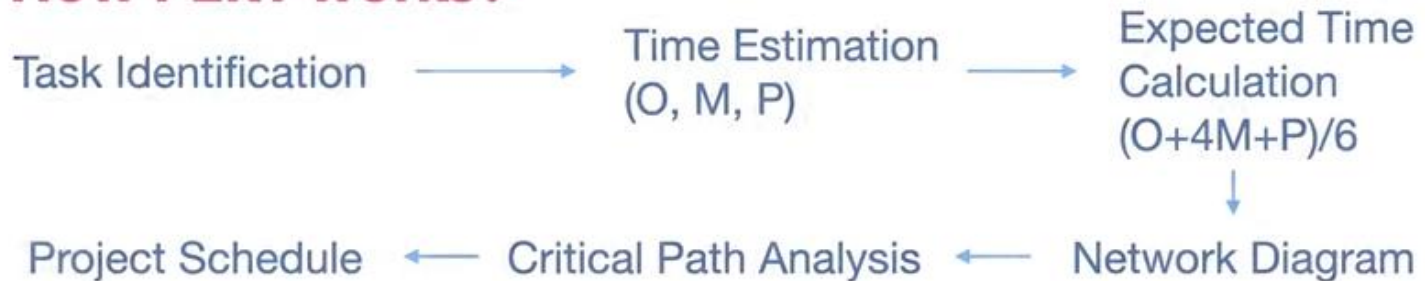 Task Identification
Time Estimation
(O, M, P)
Expected Time
Calculation
(O+4M+P)/6
Project Schedule
Critical Path Analysis
Network Diagram